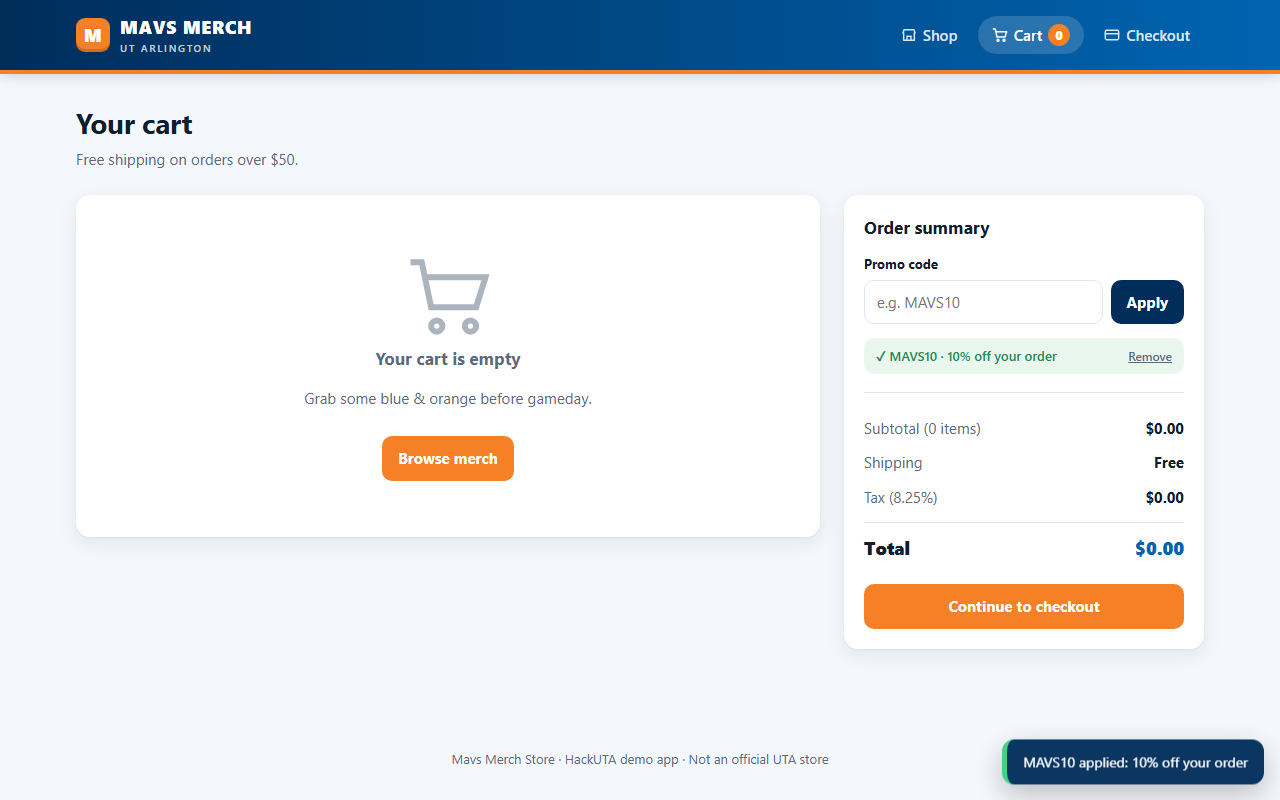 M
MAVS MERCH
UT ARLINGTON
Shop
Cart 0
Checkout
Your cart
Free shipping on orders over $50.
Your cart is empty
Grab some blue & orange before gameday.
Browse merch
Order summary
Promo code
e.g. MAVS10
Apply
✓ MAVS10 · 10% off your order
Remove
Subtotal (0 items) $0.00
Shipping Free
Tax (8.25%) $0.00
Total $0.00
Continue to checkout
Mavs Merch Store · HackUTA demo app · Not an official UTA store
MAVS10 applied: 10% off your order